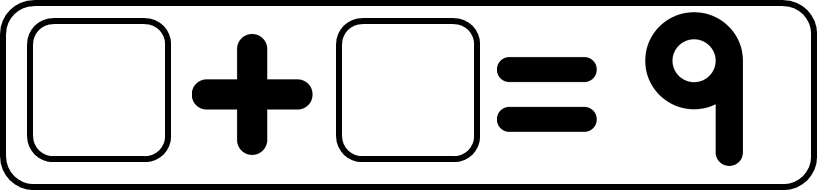 □ + □ = 9